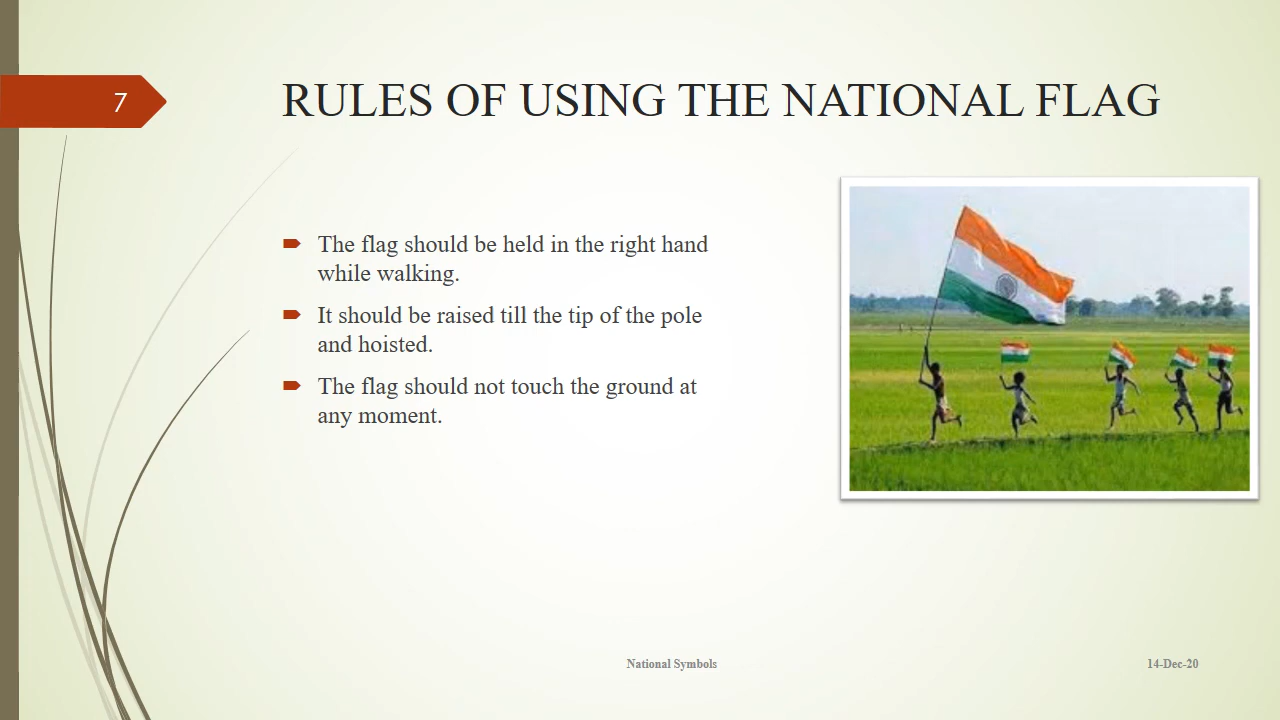 7
RULES OF USING THE NATIONAL FLAG
The flag should be held in the right hand
while walking.
It should be raised till the tip of the pole
and hoisted.
The flag should not touch the ground at
any moment.
National Symbols
14-Dec-20